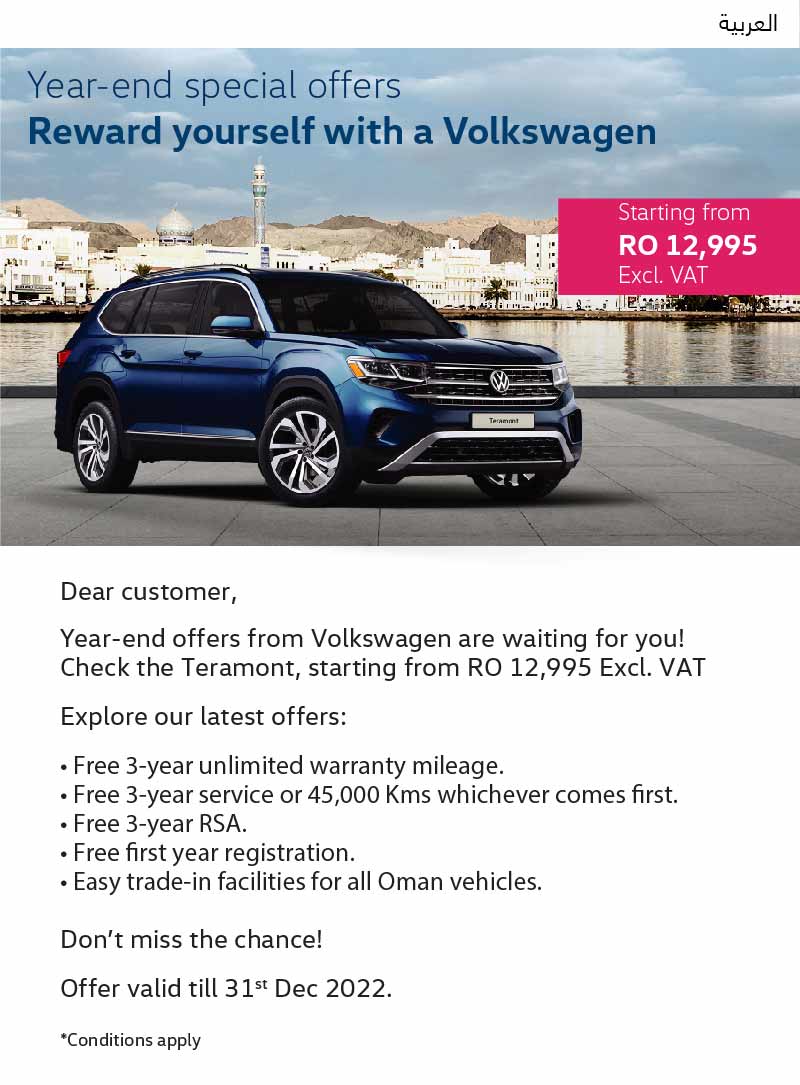 العربية
Year-end special offers
Reward yourself with a Volkswagen
Starting from
RO 12,995
Excl. VAT
Teramont
Dear customer,
Year-end offers from Volkswagen are waiting for you!
Check the Teramont, starting from RO 12,995 Excl. VAT
Explore our latest offers:
• Free 3-year unlimited warranty mileage.
• Free 3-year service or 45,000 Kms whichever comes first.
• Free 3-year RSA.
• Free first year registration.
• Easy trade-in facilities for all Oman vehicles.
Don’t miss the chance!
Offer valid till 31st Dec 2022.
*Conditions apply